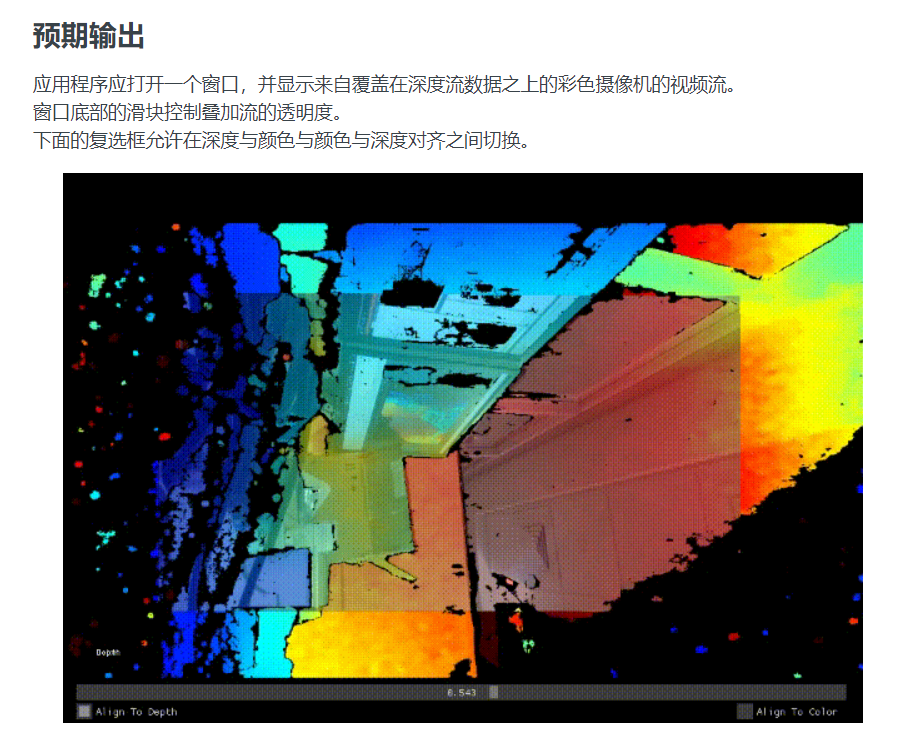 预期输出
应用程序应打开一个窗口，并显示来自覆盖在深度流数据之上的彩色摄像机的视频流。
窗口底部的滑块控制叠加流的透明度。
下面的复选框允许在深度与颜色与颜色与深度对齐之间切换。
Depth
0.543
Align To Depth
Align To Color